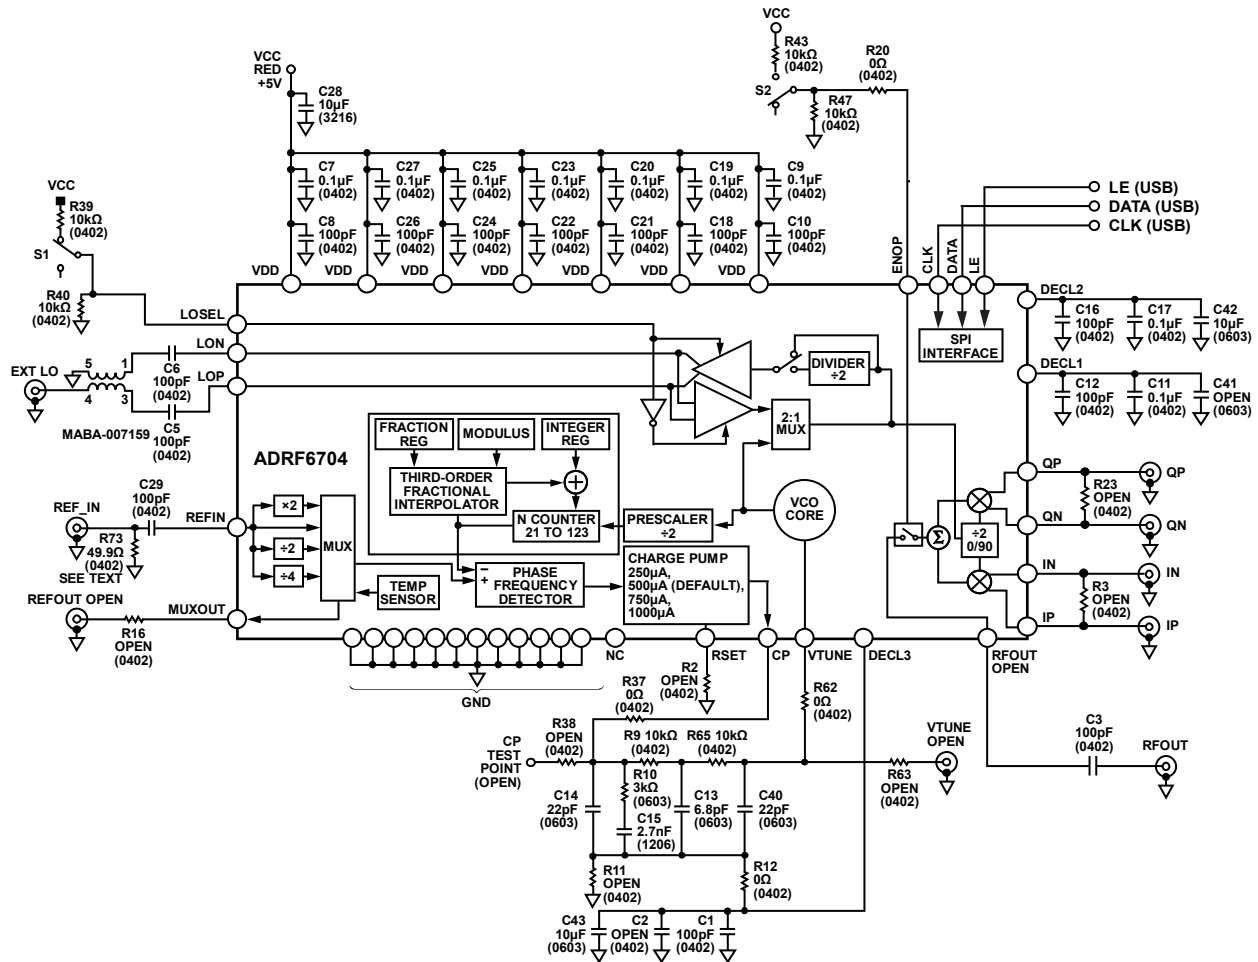 VCC
RED
+5V
C28
10µF
(3216)
VCC
R43
10kΩ
(0402)
R20
0Ω
(0402)
S2
R47
10kΩ
(0402)
C7
0.1µF
(0402)
C27
0.1µF
(0402)
C25
0.1µF
(0402)
C23
0.1µF
(0402)
C20
0.1µF
(0402)
C19
0.1µF
(0402)
C9
0.1µF
(0402)
C8
100pF
(0402)
C26
100pF
(0402)
C24
100pF
(0402)
C22
100pF
(0402)
C21
100pF
(0402)
C18
100pF
(0402)
C10
100pF
(0402)
VDD
VDD
VDD
VDD
VDD
VDD
VDD
VCC
R39
10kΩ
(0402)
S1
R40
10kΩ
(0402)
ENOP
CLK
DATA
LE
LE (USB)
DATA (USB)
CLK (USB)
SPI
INTERFACE
DECL2
C16
100pF
(0402)
C17
0.1µF
(0402)
C42
10µF
(0603)
DECL1
C12
100pF
(0402)
C11
0.1µF
(0402)
C41
OPEN
(0603)
LOSEL
LON
LOP
EXT LO
5
1
4
3
C6
100pF
(0402)
C5
100pF
(0402)
MABA-007159
DIVIDER
÷2
2:1
MUX
ADRF6704
FRACTION
REG
MODULUS
INTEGER
REG
THIRD-ORDER
FRACTIONAL
INTERPOLATOR
+
N COUNTER
21 TO 123
PRESCALER
÷2
VCO
CORE
C29
100pF
(0402)
REF_IN
REFIN
R73
49.9Ω
(0402)
SEE TEXT
×2
÷2
÷4
MUX
TEMP
SENSOR
−
+
PHASE
FREQUENCY
DETECTOR
CHARGE PUMP
250µA,
500µA (DEFAULT),
750µA,
1000µA
REFOUT OPEN
MUXOUT
R16
OPEN
(0402)
Σ
÷2
0/90
QP
QN
IN
IP
R23
OPEN
(0402)
R3
OPEN
(0402)
QP
QN
IN
IP
GND
NC
RSET
CP
VTUNE
DECL3
RFOUT
OPEN
R2
OPEN
(0402)
R37
0Ω
(0402)
R62
0Ω
(0402)
CP
TEST
POINT
(OPEN)
R38
OPEN
(0402)
R9 10kΩ
(0402)
R65 10kΩ
(0402)
R63
OPEN
(0402)
VTUNE
OPEN
C3
100pF
(0402)
RFOUT
C14
22pF
(0603)
R10
3kΩ
(0603)
C15
2.7nF
(1206)
C13
6.8pF
(0603)
C40
22pF
(0603)
R11
OPEN
(0402)
R12
0Ω
(0402)
C43
10µF
(0603)
C2
OPEN
(0402)
C1
100pF
(0402)